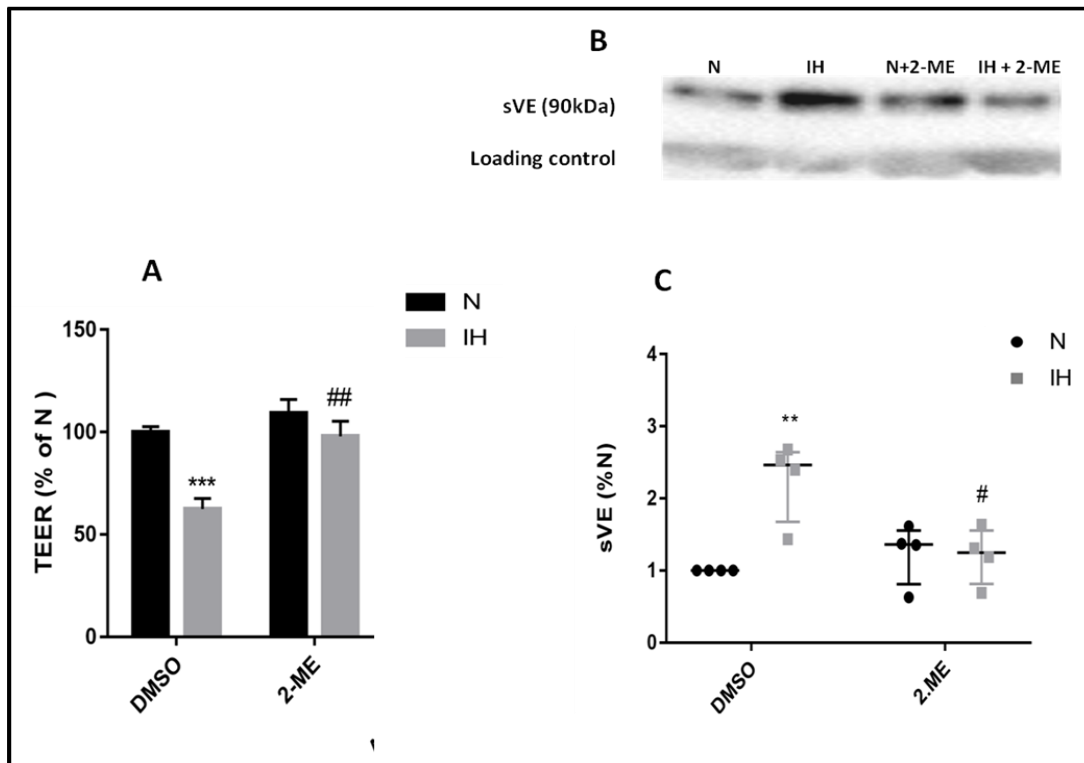 B
N IH N+2-ME IH + 2-ME
sVE (90kDa)
Loading control
A
N
IH
150
100
50
0
TEER (% of N )
***
##
DMSO
2-ME
C
N
IH
4
3
2
1
0
sVE (%N)
**
#
DMSO
2.ME